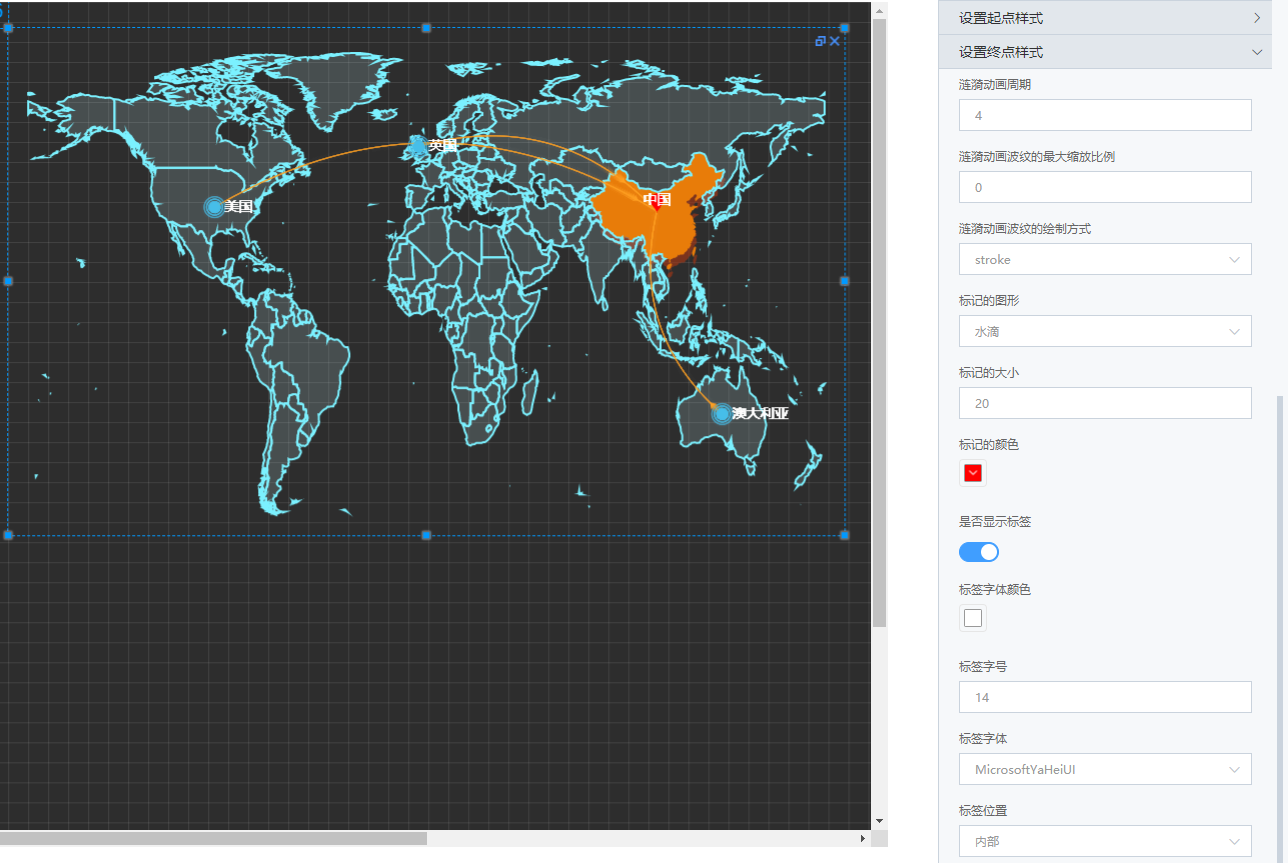 英国
美国
中国
澳大利亚
设置起点样式
设置终点样式
涟漪动画周期
4
涟漪动画波纹的最大缩放比例
0
涟漪动画波纹的绘制方式
stroke
标记的图形
水滴
标记的大小
20
标记的颜色
是否显示标签
标签字体颜色
标签字号
14
标签字体
MicrosoftYaHeiUI
标签位置
内部